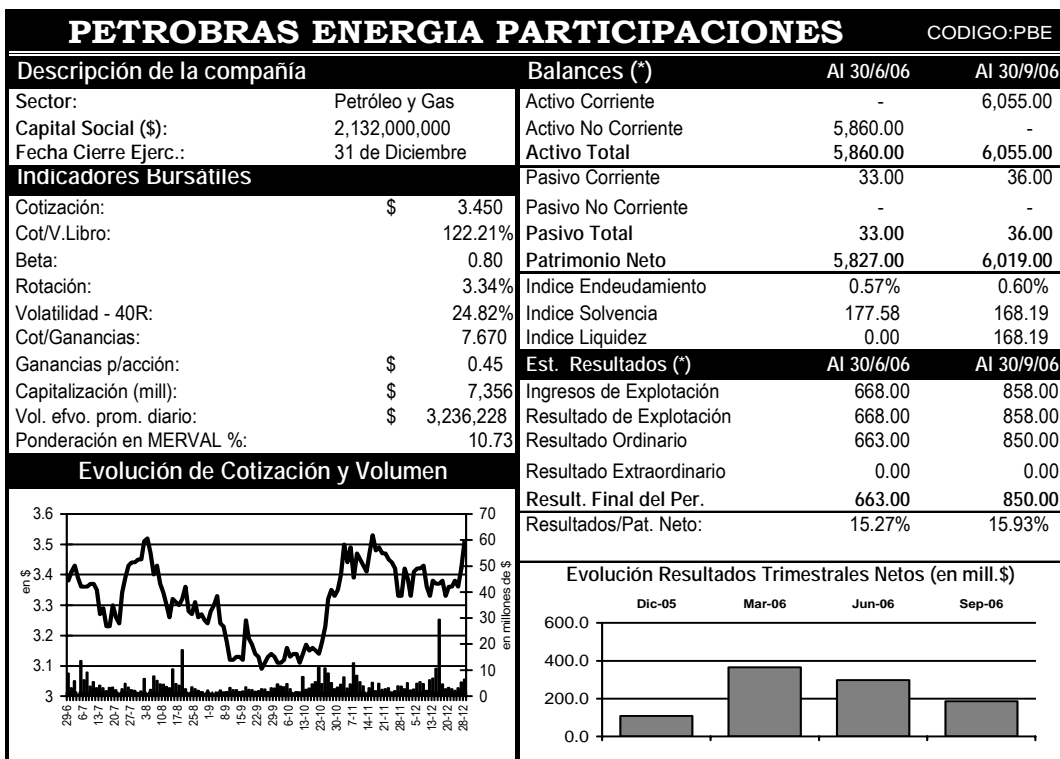 PETROBRAS ENERGIA PARTICIPACIONES CODIGO:PBE
Descripción de la compañía
Sector: Petróleo y Gas
Capital Social ($): 2,132,000,000
Fecha Cierre Ejerc.: 31 de Diciembre
Indicadores Bursátiles
Cotización: $ 3.450
Cot/V.Libro: 122.21%
Beta: 0.80
Rotación: 3.34%
Volatilidad - 40R: 24.82%
Cot/Ganancias: 7.670
Ganancias p/acción: $ 0.45
Capitalización (mill): $ 7,356
Vol. efvo. prom. diario: $ 3,236,228
Ponderación en MERVAL %: 10.73
Evolución de Cotización y Volumen
en $
3.6
3.5
3.4
3.3
3.2
3.1
3
70
60
50
40
30
20
10
0
en millones de $
29-6 6-7 13-7 20-7 27-7 3-8 10-8 17-8 25-8 1-9 8-9 15-9 22-9 29-9 6-10 13-10 23-10 30-10 7-11 14-11 21-11 28-11 5-12 13-12 20-12 28-12
Balances (*) Al 30/6/06 Al 30/9/06
Activo Corriente - 6,055.00
Activo No Corriente 5,860.00 -
Activo Total 5,860.00 6,055.00
Pasivo Corriente 33.00 36.00
Pasivo No Corriente - -
Pasivo Total 33.00 36.00
Patrimonio Neto 5,827.00 6,019.00
Indice Endeudamiento 0.57% 0.60%
Indice Solvencia 177.58 168.19
Indice Liquidez 0.00 168.19
Est. Resultados (*) Al 30/6/06 Al 30/9/06
Ingresos de Explotación 668.00 858.00
Resultado de Explotación 668.00 858.00
Resultado Ordinario 663.00 850.00
Resultado Extraordinario 0.00 0.00
Result. Final del Per. 663.00 850.00
Resultados/Pat. Neto: 15.27% 15.93%
Evolución Resultados Trimestrales Netos (en mill.$)
Dic-05 Mar-06 Jun-06 Sep-06
600.0
400.0
200.0
0.0